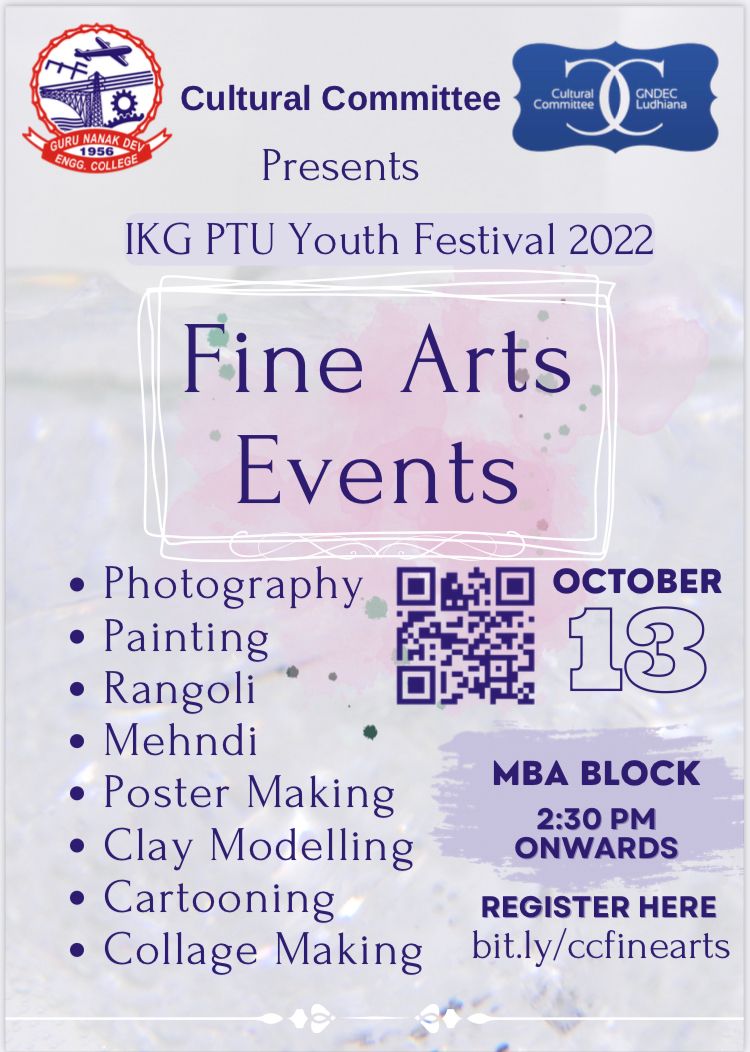 GURU NANAK DEV
1956
ENGG. COLLEGE
Cultural Committee
Cultural
Committee
GNDEC
Ludhiana
Presents
IKG PTU Youth Festival 2022
Fine Arts
Events
• Photography
• Painting
• Rangoli
• Mehndi
• Poster Making
• Clay Modelling
• Cartooning
• Collage Making
OCTOBER
13
MBA BLOCK
2:30 PM
ONWARDS
REGISTER HERE
bit.ly/ccfinearts